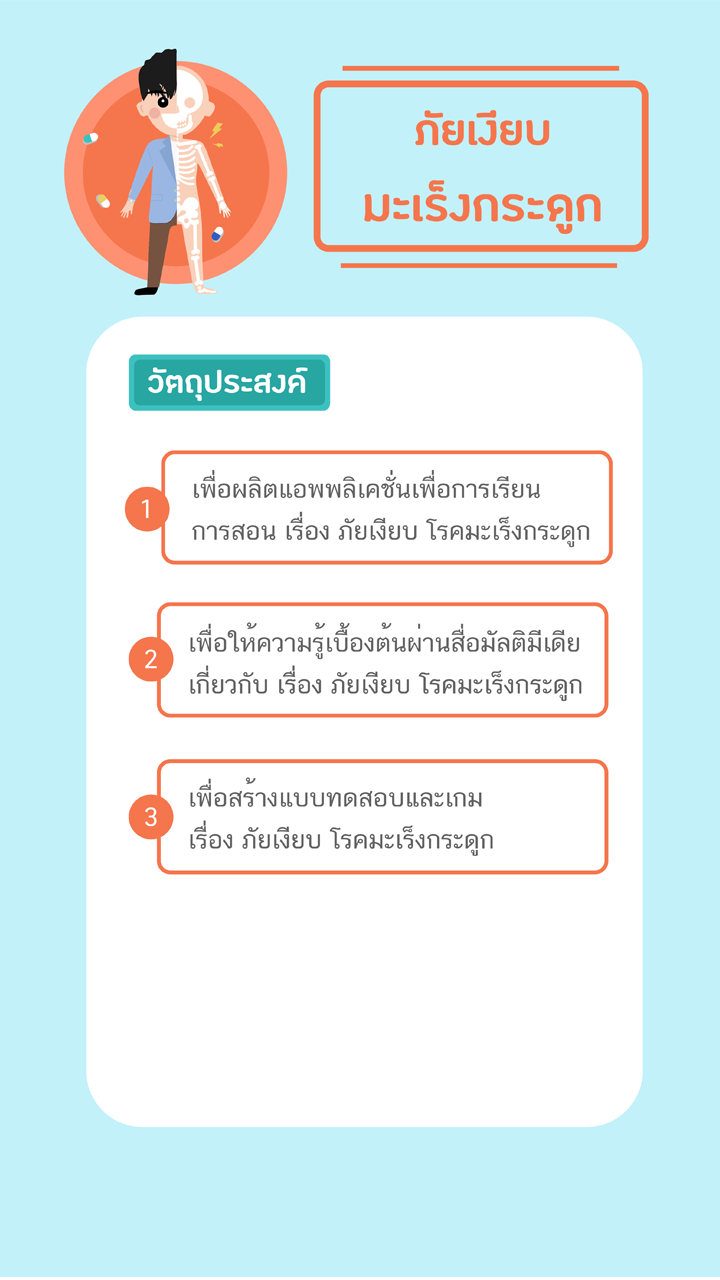 ภัยเงียบ
มะเร็งกระดูก
วัตถุประสงค์
1
เพื่อผลิตแอพพลิเคชั่นเพื่อการเรียน
การสอน เรื่อง ภัยเงียบ โรคมะเร็งกระดูก
2
เพื่อให้ความรู้เบื้องต้นผ่านสื่อมัลติมีเดีย
เกี่ยวกับ เรื่อง ภัยเงียบ โรคมะเร็งกระดูก
3
เพื่อสร้างแบบทดสอบและเกม
เรื่อง ภัยเงียบ โรคมะเร็งกระดูก